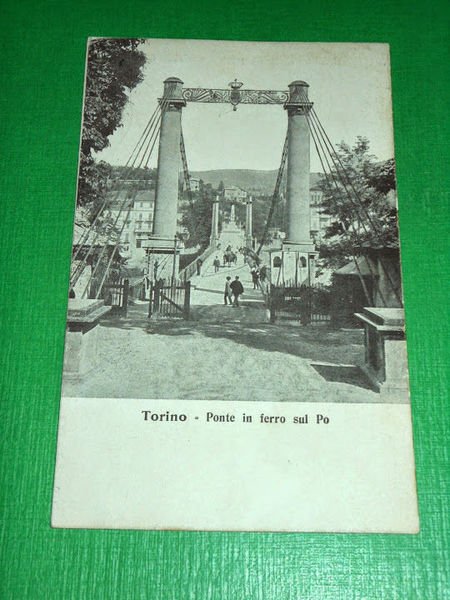 Torino - Ponte in ferro sul Po